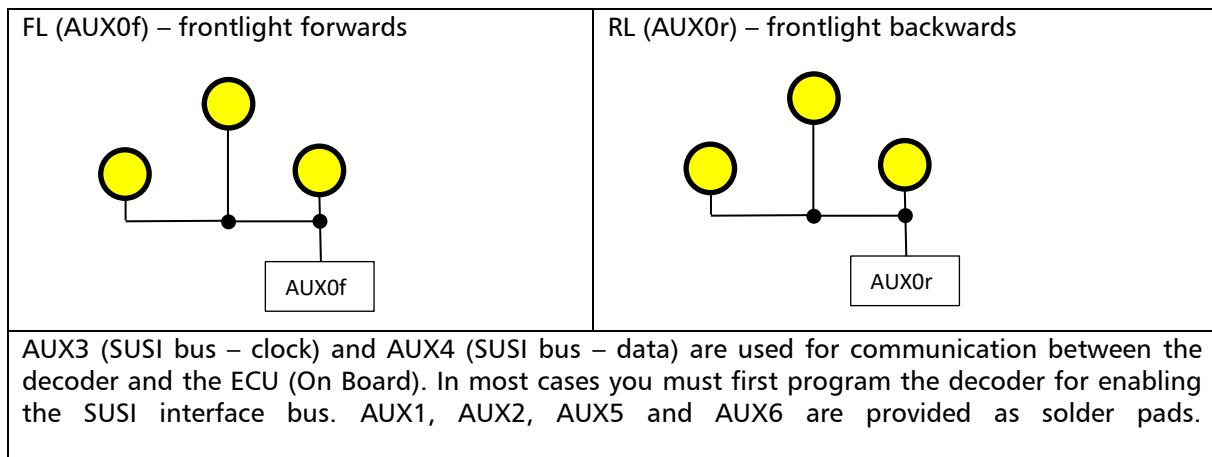 FL (AUX0f) – frontlight forwards
RL (AUX0r) – frontlight backwards
AUX0f
AUX0r
AUX3 (SUSI bus – clock) and AUX4 (SUSI bus – data) are used for communication between the
decoder and the ECU (On Board). In most cases you must first program the decoder for enabling
the SUSI interface bus. AUX1, AUX2, AUX5 and AUX6 are provided as solder pads.